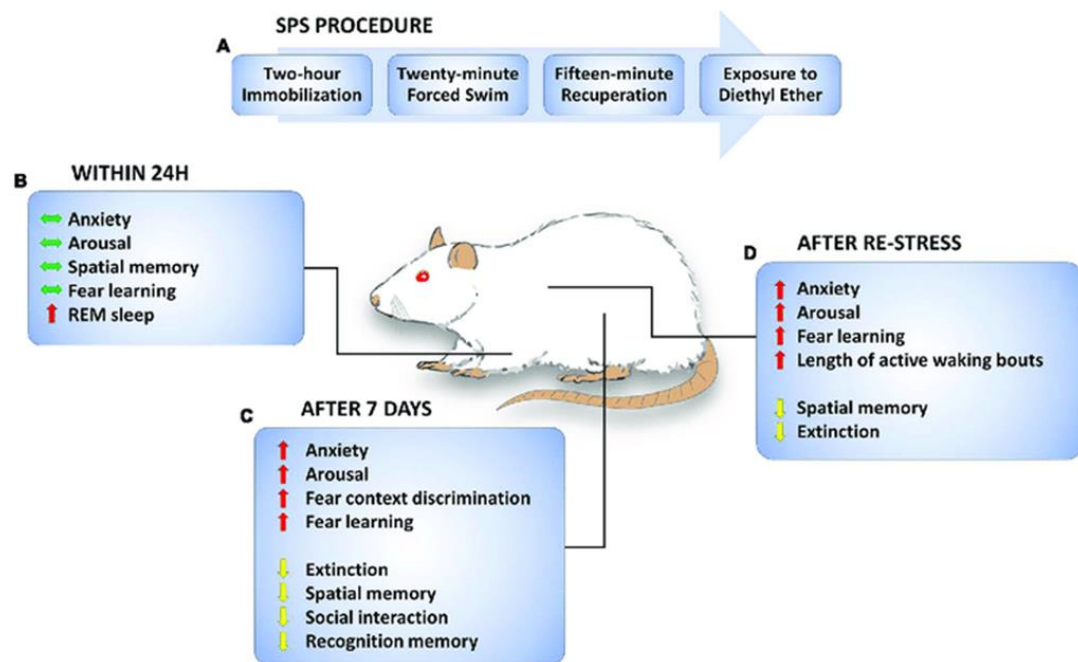 SPS PROCEDURE
A
Two-hour
Immobilization
Twenty-minute
Forced Swim
Fifteen-minute
Recuperation
Exposure to
Diethyl Ether
B
WITHIN 24H
Anxiety
Arousal
Spatial memory
Fear learning
REM sleep
C
AFTER 7 DAYS
Anxiety
Arousal
Fear context discrimination
Fear learning
Extinction
Spatial memory
Social interaction
Recognition memory
D
AFTER RE-STRESS
Anxiety
Arousal
Fear learning
Length of active waking bouts
Spatial memory
Extinction